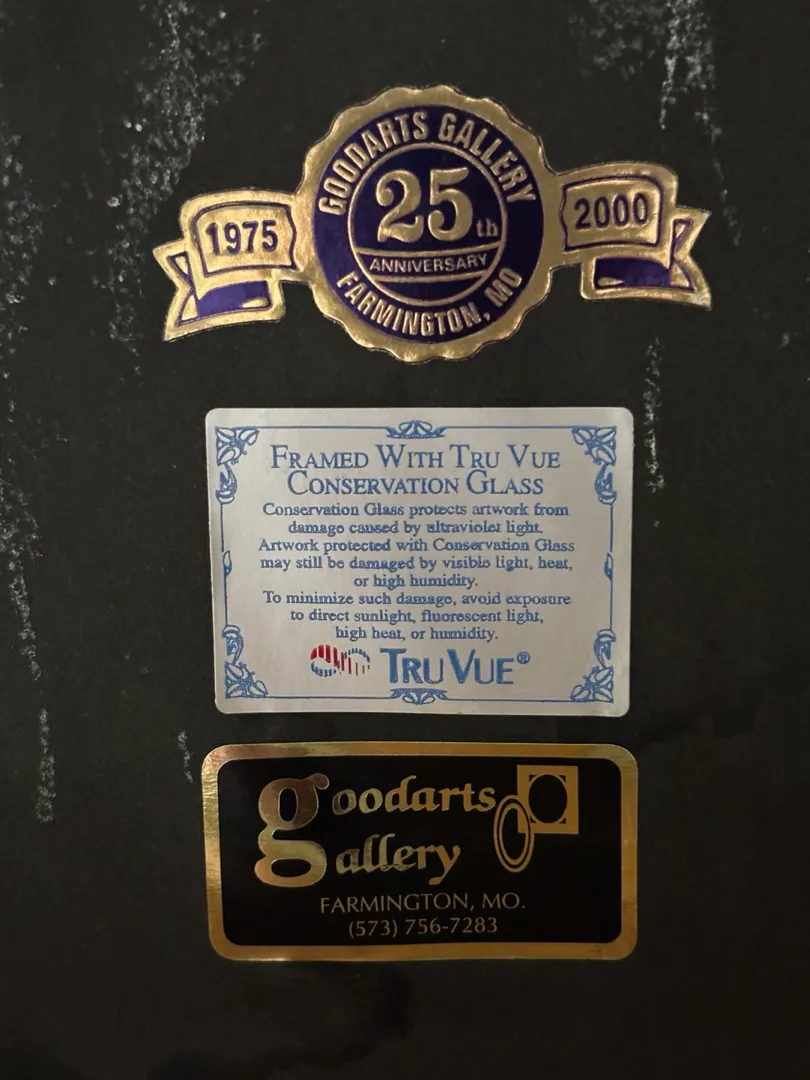 GOODARTS GALLERY
1975
25th
2000
ANNIVERSARY
FARMINGTON, MO
FRAMED WITH TRU VUE
CONSERVATION GLASS
Conservation Glass protects artwork from
damage caused by ultraviolet light.
Artwork protected with Conservation Glass
may still be damaged by visible light, heat,
or high humidity.
To minimize such damage, avoid exposure
to direct sunlight, fluorescent light,
high heat, or humidity.
TRU VUE®
goodarts
gallery
FARMINGTON, MO.
(573) 756-7283